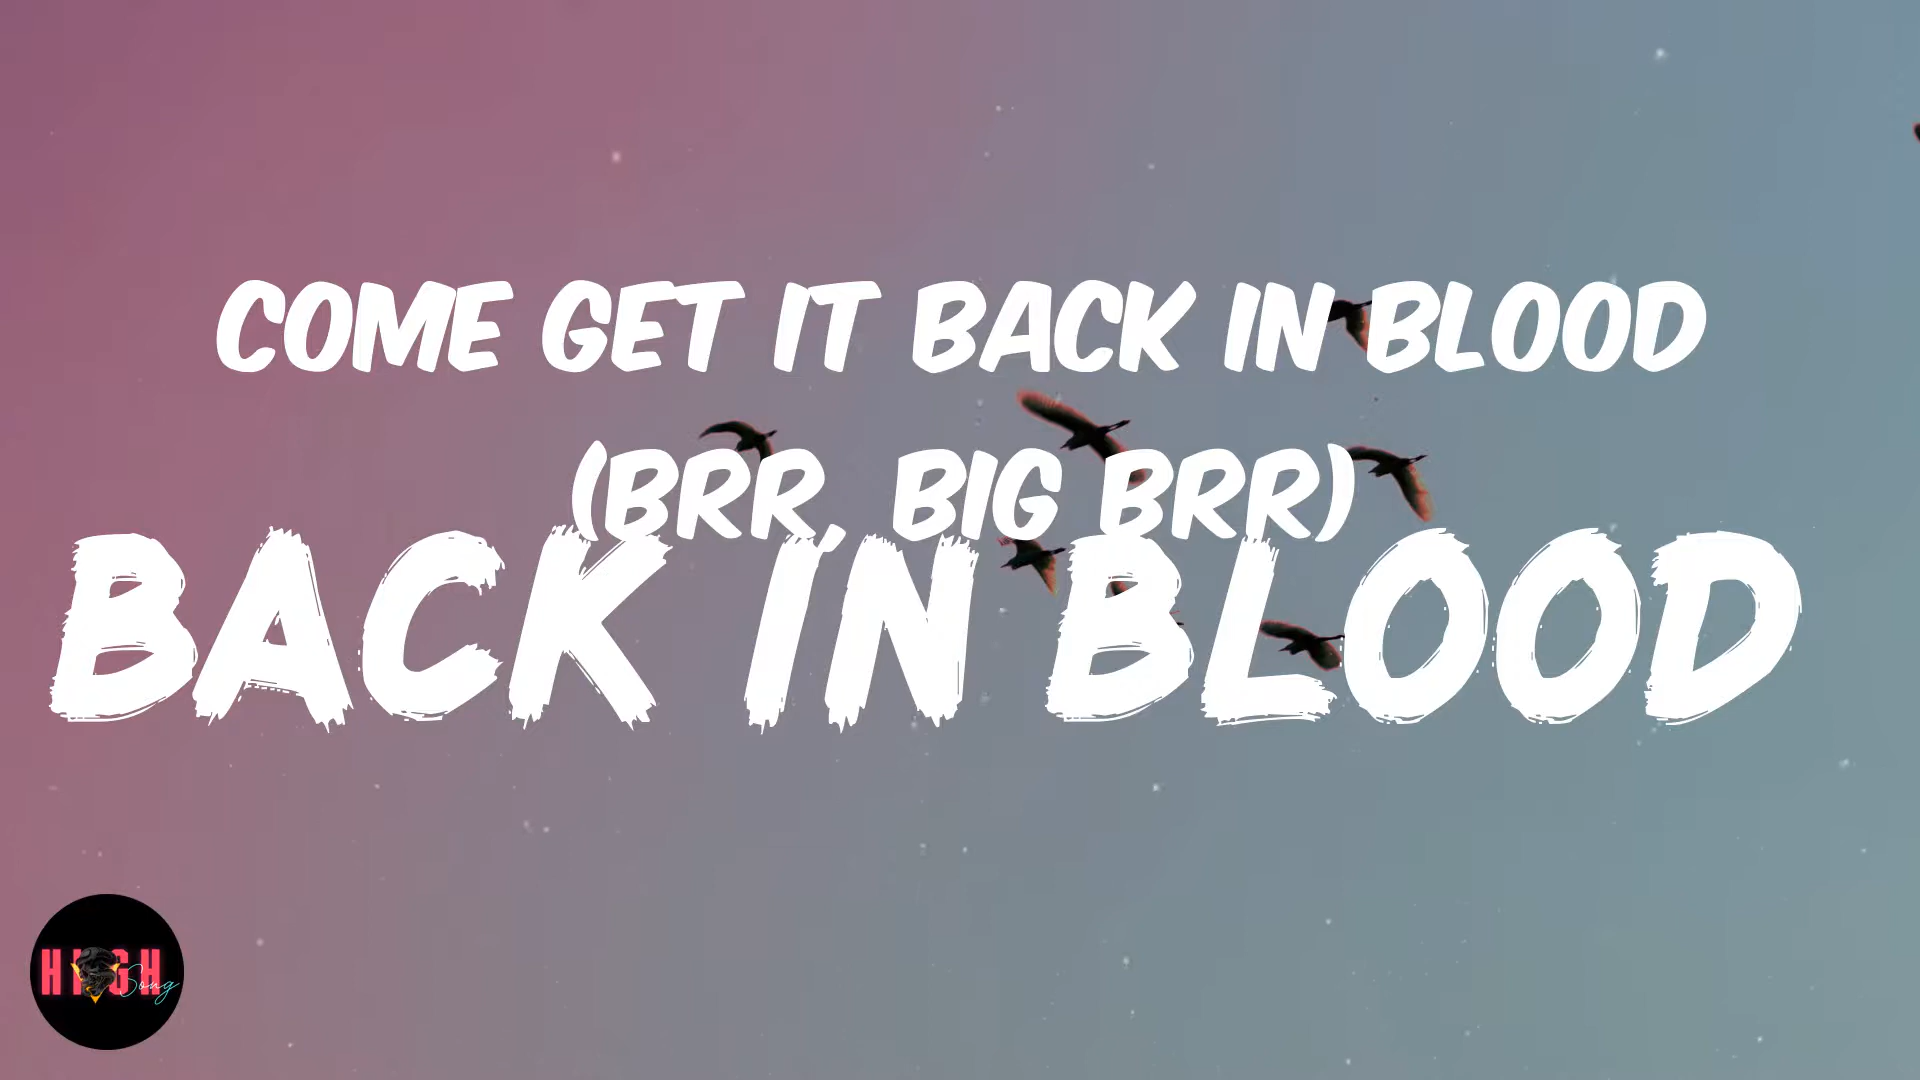 COME GET IT BACK IN BLOOD
(BRR, BIG BRR)
BACK IN BLOOD
HIGH
Song